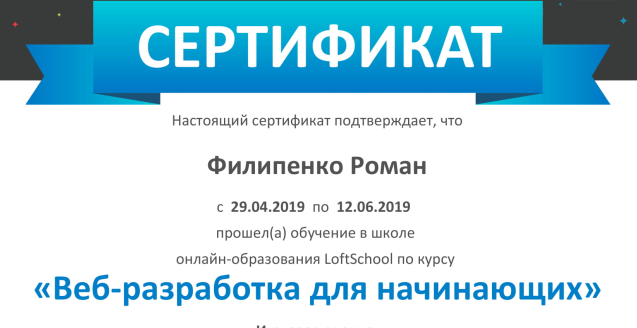 СЕРТИФИКАТ
Настоящий сертификат подтверждает, что
Филипенко Роман
с 29.04.2019 по 12.06.2019
прошел(а) обучение в школе
онлайн-образования LoftSchool по курсу
«Веб-разработка для начинающих»